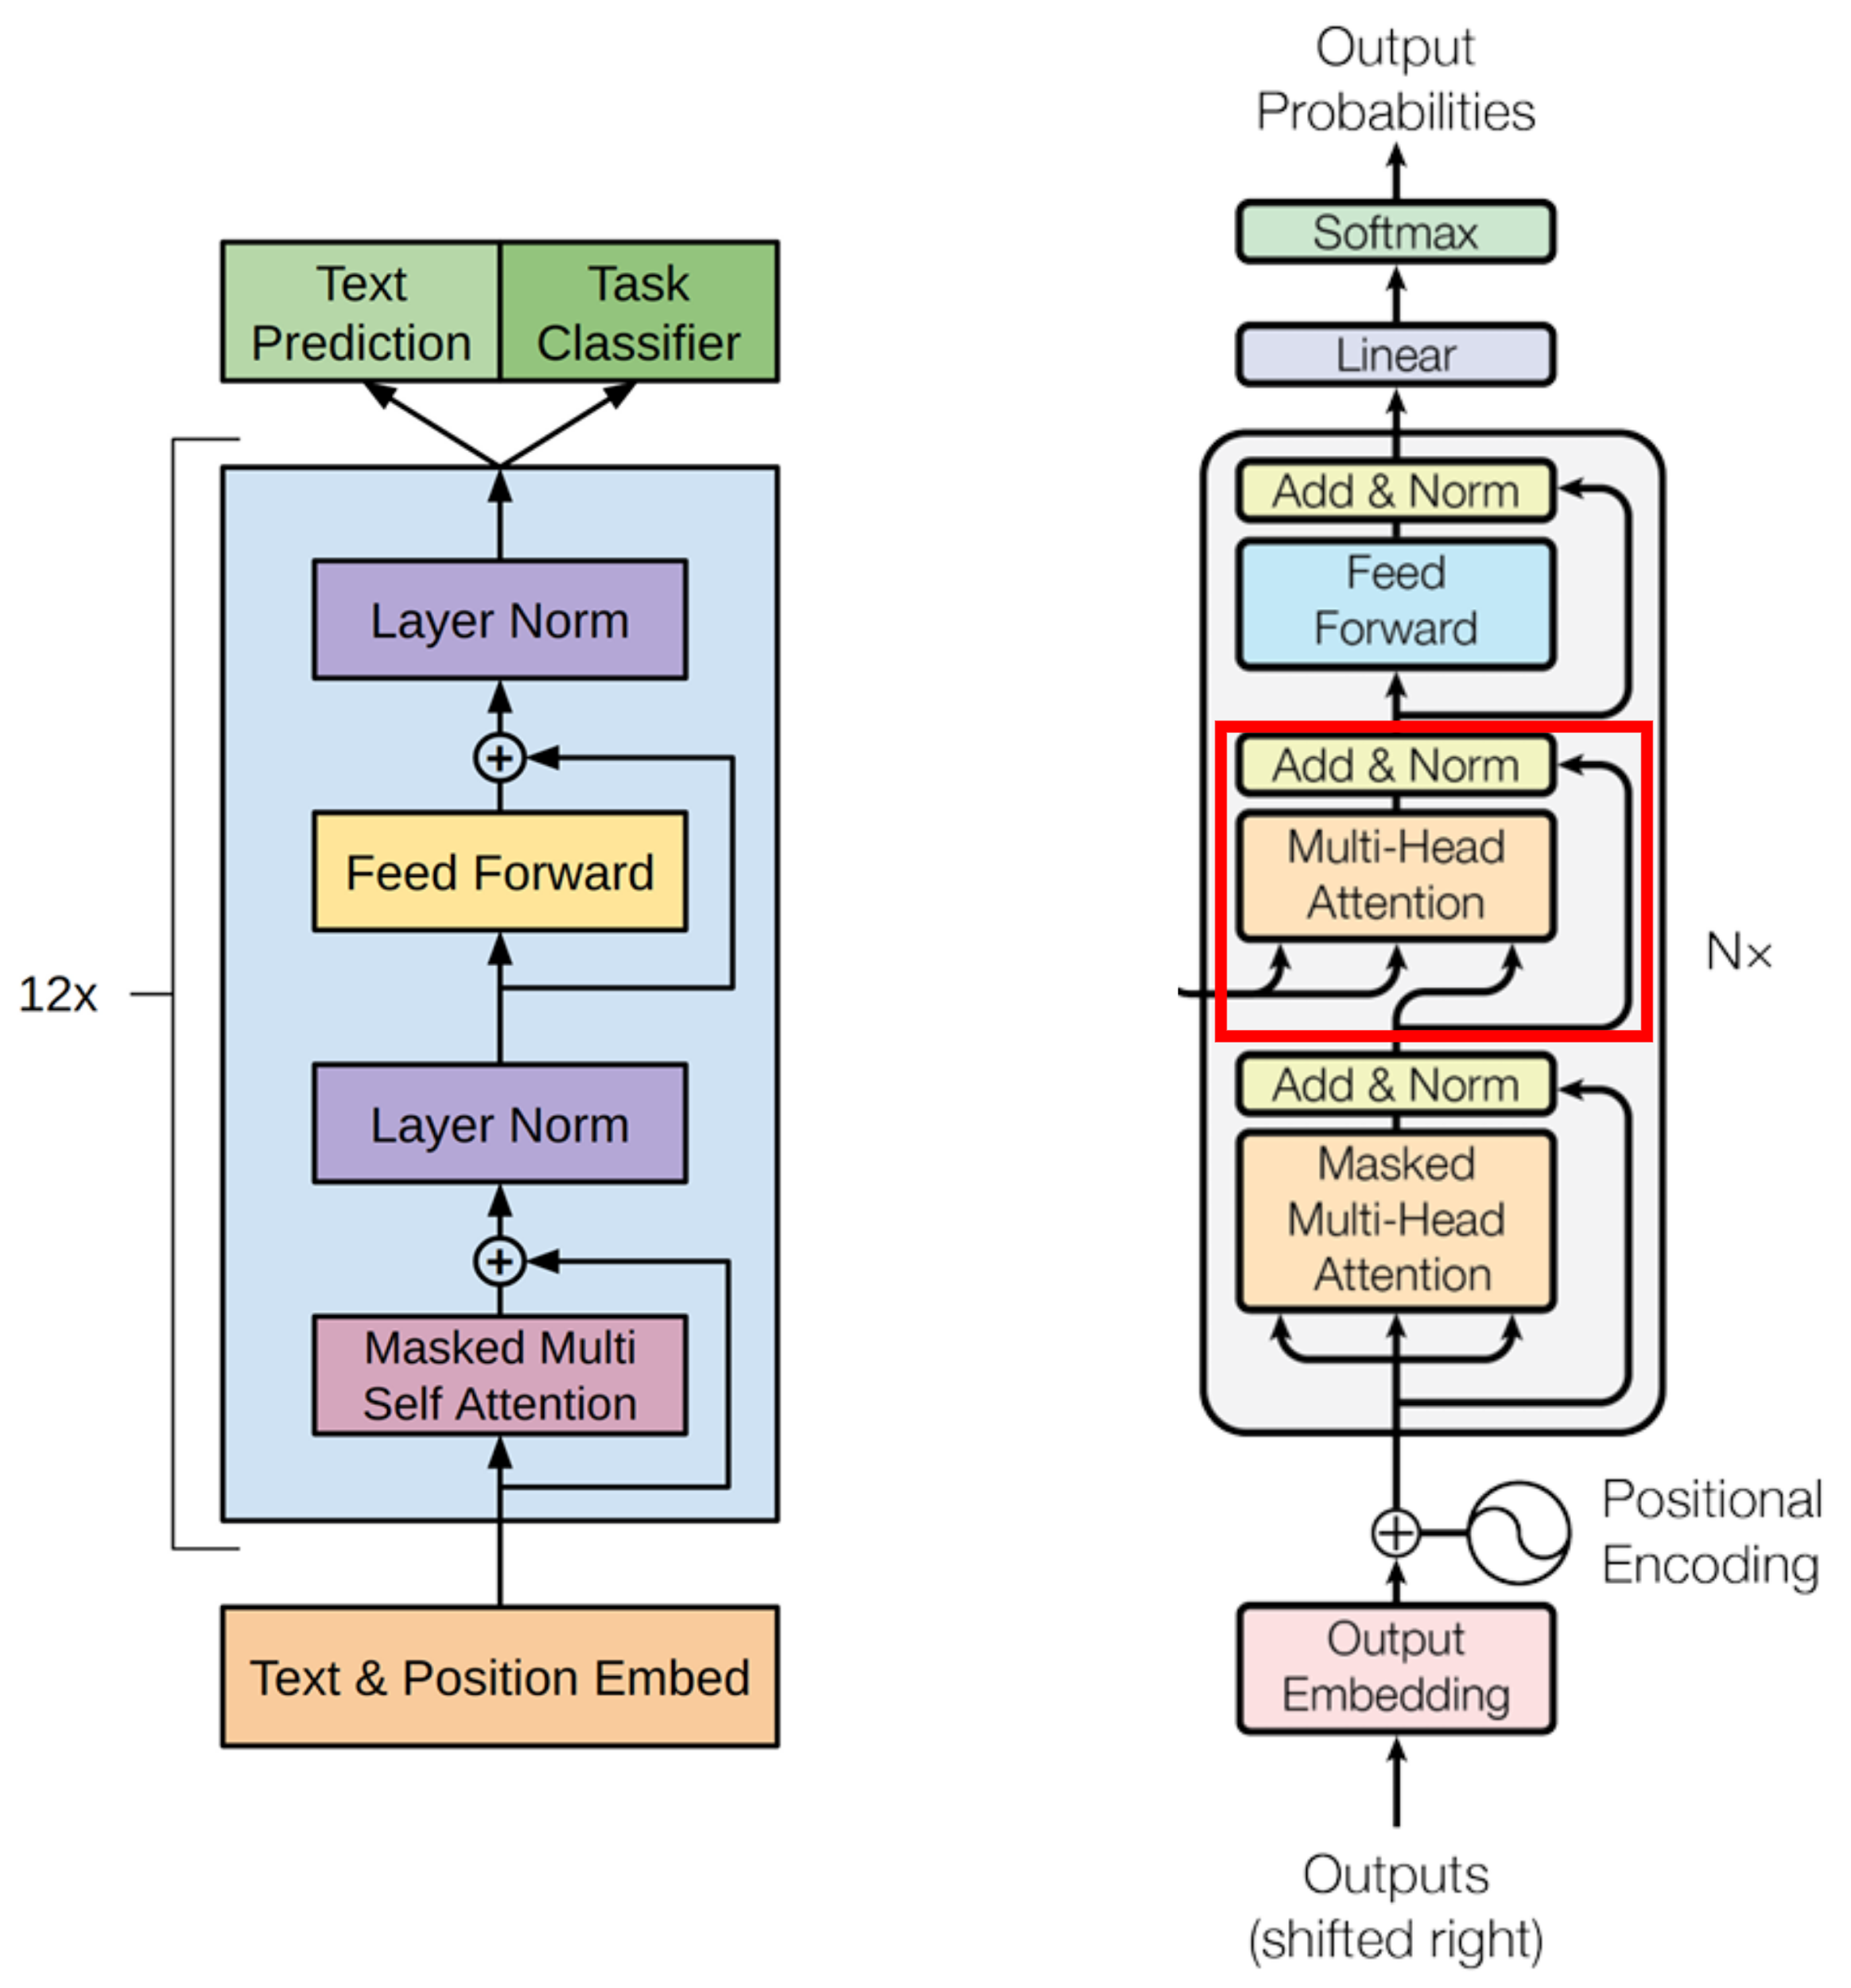 Text
Prediction
Task
Classifier
Layer Norm
Feed Forward
12x
Layer Norm
Masked Multi
Self Attention
Text & Position Embed
Output
Probabilities
Softmax
Linear
Add & Norm
Feed
Forward
Add & Norm
Multi-Head
Attention
N×
Add & Norm
Masked
Multi-Head
Attention
Positional
Encoding
Output
Embedding
Outputs
(shifted right)